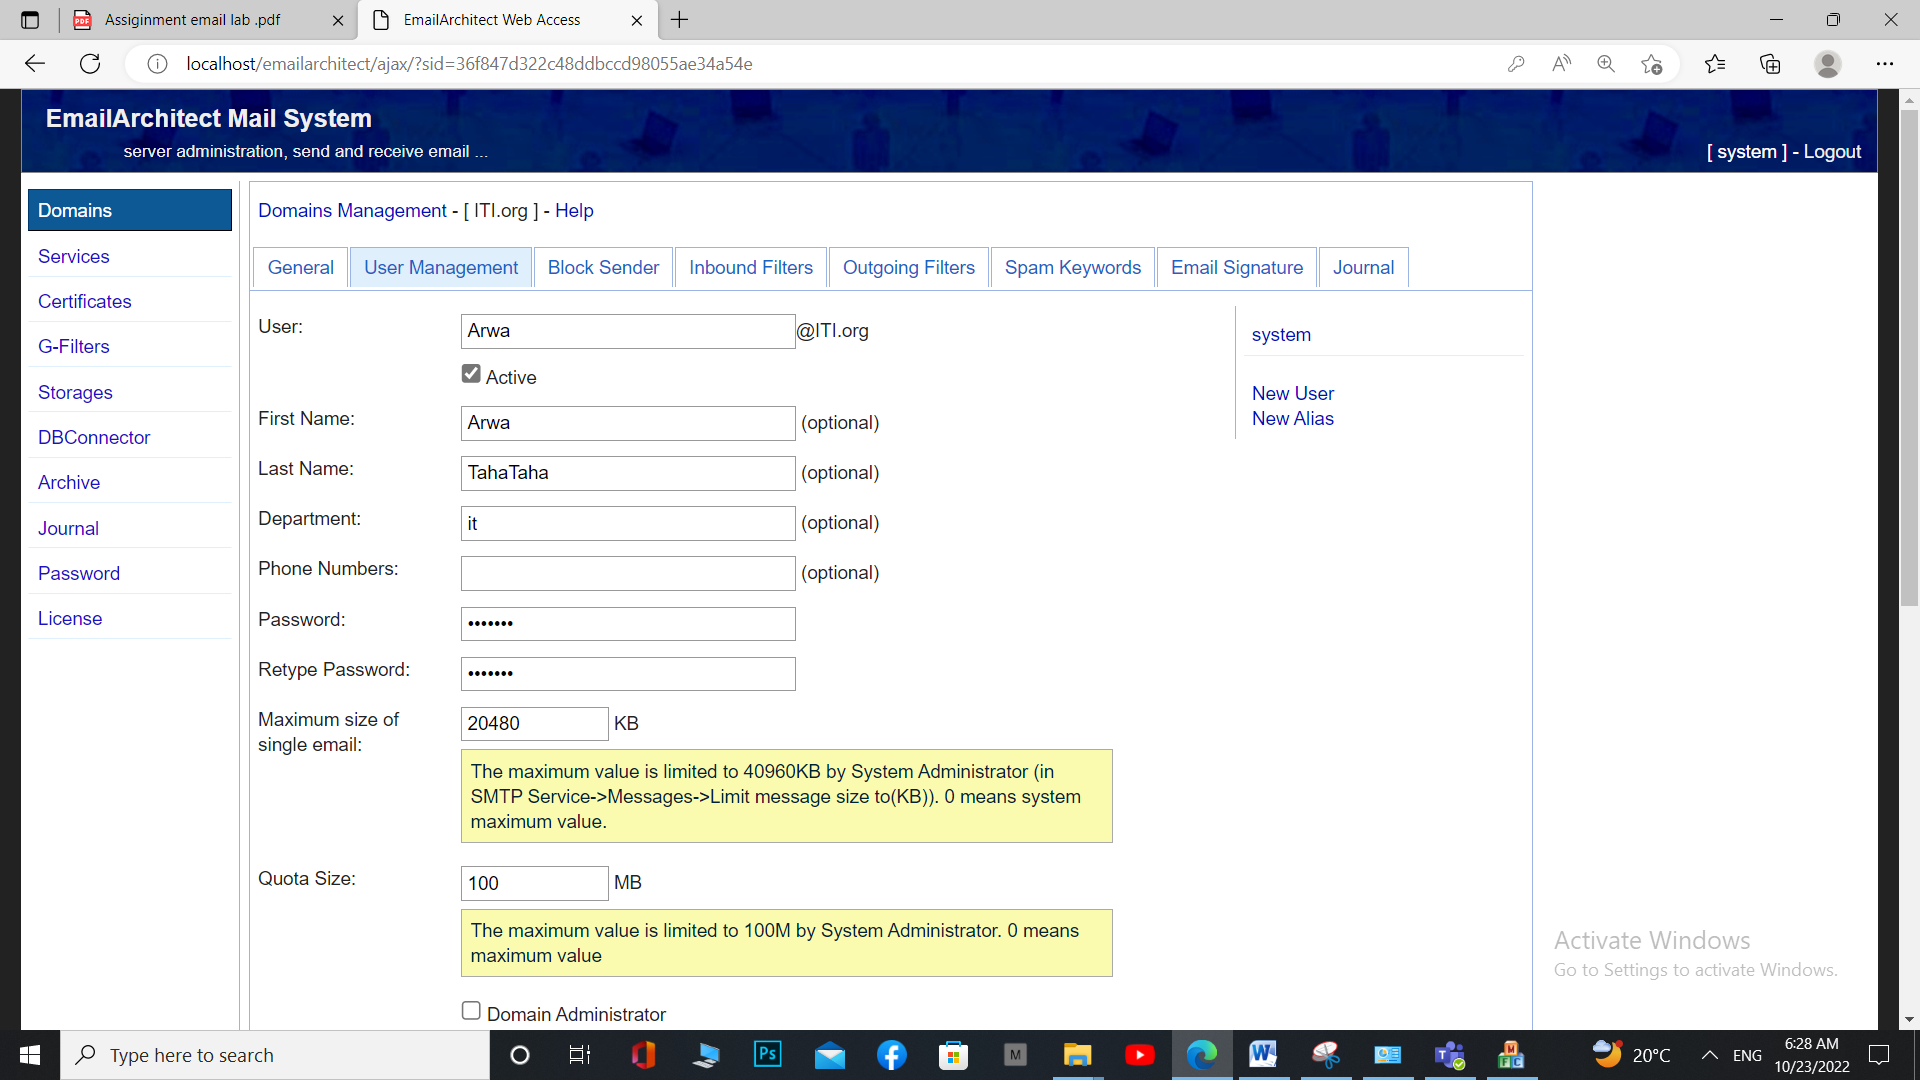 Assiginment email lab .pdf
EmailArchitect Web Access
localhost/emailarchitect/ajax/?sid=36f847d322c48ddbccd98055ae34a54e
EmailArchitect Mail System
server administration, send and receive email ...
[ system ] - Logout
Domains
Services
Certificates
G-Filters
Storages
DBConnector
Archive
Journal
Password
License
Domains Management - [ ITI.org ] - Help
General
User Management
Block Sender
Inbound Filters
Outgoing Filters
Spam Keywords
Email Signature
Journal
User:
Arwa
@ITI.org
Active
First Name:
Arwa
(optional)
Last Name:
TahaTaha
(optional)
Department:
it
(optional)
Phone Numbers:
(optional)
Password:
•••••••
Retype Password:
•••••••
Maximum size of
single email:
20480
KB
The maximum value is limited to 40960KB by System Administrator (in
SMTP Service->Messages->Limit message size to(KB)). 0 means system
maximum value.
Quota Size:
100
MB
The maximum value is limited to 100M by System Administrator. 0 means
maximum value
Domain Administrator
system
New User
New Alias
Activate Windows
Go to Settings to activate Windows.
Type here to search
Ps
M
20°C
ENG
6:28 AM
10/23/2022